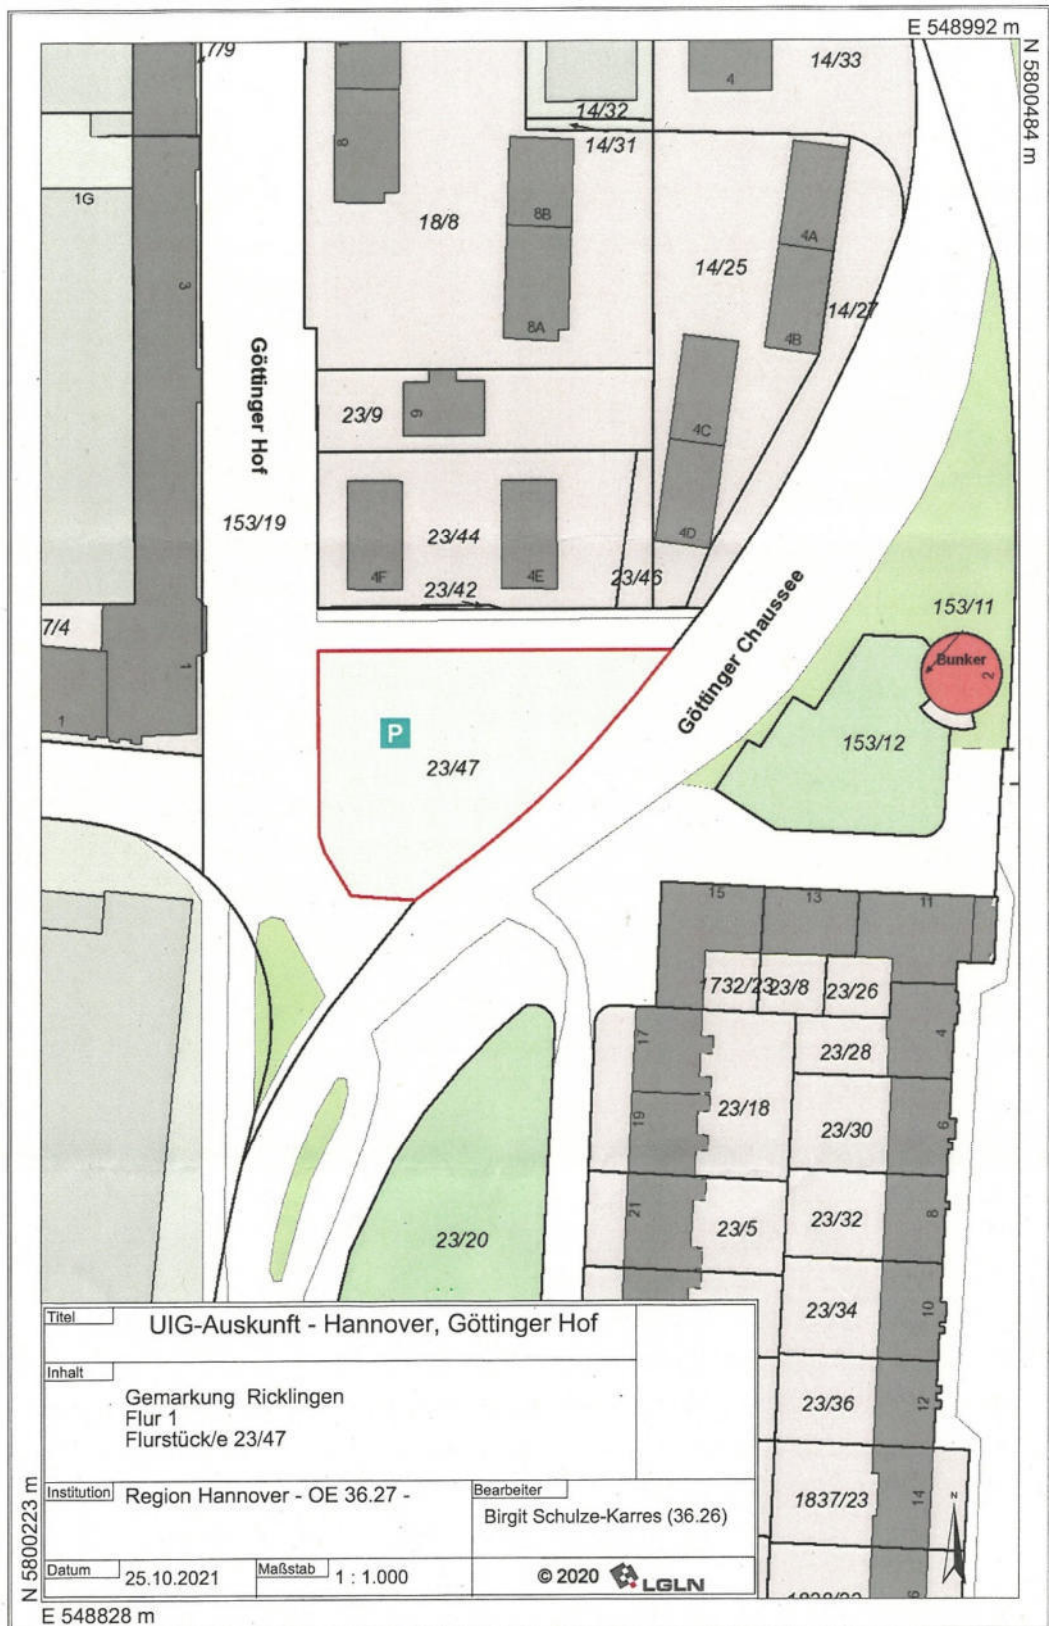 E 548992 m
N 5800484 m
7/9
14/33
4
14/32
14/31
8
1G
18/8
8B
4A
3
14/25
14/27
8A
4B
Göttinger Hof
23/9
9
4C
153/19
23/44
4D
4F
23/42
4E
23/46
153/11
7/4
Göttinger Chaussee
Bunker
2
1
1
P
153/12
23/47
15
13
11
1732/23
23/8
23/26
17
23/28
4
23/18
19
23/30
6
21
23/5
23/32
8
23/20
23/34
10
23/36
12
1837/23
14
N
6
Titel
UIG-Auskunft - Hannover, Göttinger Hof
Inhalt
Gemarkung Ricklingen
Flur 1
Flurstück/e 23/47
Institution
Region Hannover - OE 36.27 -
Bearbeiter
Birgit Schulze-Karres (36.26)
Datum
25.10.2021
Maßstab
1 : 1.000
© 2020 LGLN
N 5800223 m
E 548828 m